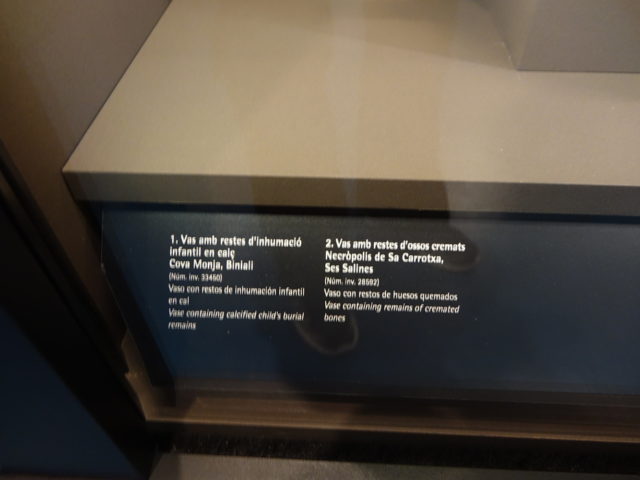 1. Vas amb restes d'inhumació
infantil en calç
Cova Monja, Biniali
(Núm. inv. 33450)
Vaso con restos de inhumación infantil
en cal
Vase containing calcified child's burial
remains
2. Vas amb restes d'ossos cremats
Necròpolis de Sa Carrotxa,
Ses Salines
(Núm. inv. 28592)
Vaso con restos de huesos quemados
Vase containing remains of cremated
bones